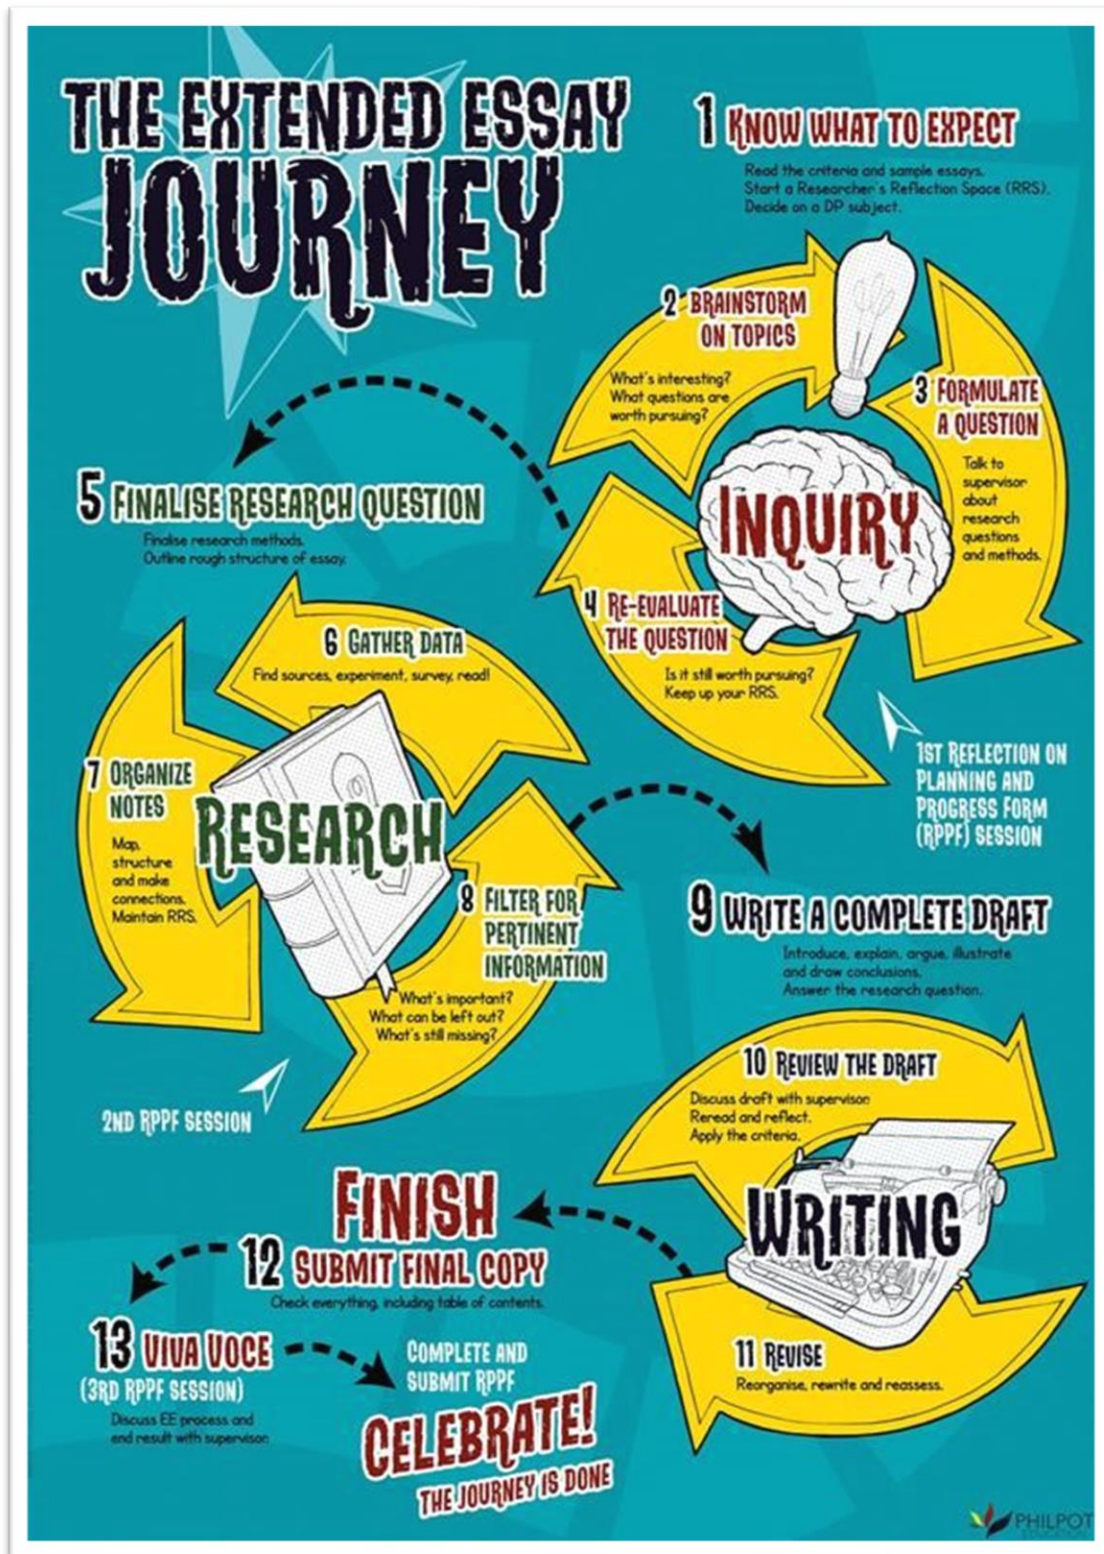 THE EXTENDED ESSAY
JOURNEY
1 KNOW WHAT TO EXPECT
Read the criteria and sample essays.
Start a Researcher's Reflection Space (RRS).
Decide on a DP subject.
2 BRAINSTORM
ON TOPICS
What's interesting?
What questions are
worth pursuing?
3 FORMULATE
A QUESTION
Talk to
supervisor
about
research
questions
and methods.
INQUIRY
4 RE-EVALUATE
THE QUESTION
Is it still worth pursuing?
Keep up your RRS.
1ST REFLECTION ON
PLANNING AND
PROGRESS FORM
(RPPF) SESSION
5 FINALISE RESEARCH QUESTION
Finalise research methods.
Outline rough structure of essay.
6 GATHER DATA
Find sources, experiment, survey, read!
7 ORGANIZE
NOTES
Map,
structure
and make
connections.
Maintain RRS.
RESEARCH
8 FILTER FOR
PERTINENT
INFORMATION
What's important?
What can be left out?
What's still missing?
2ND RPPF SESSION
9 WRITE A COMPLETE DRAFT
Introduce, explain, argue, illustrate
and draw conclusions.
Answer the research question.
10 REVIEW THE DRAFT
Discuss draft with supervisor.
Reread and reflect.
Apply the criteria.
WRITING
11 REVISE
Reorganise, rewrite and reassess.
FINISH
12 SUBMIT FINAL COPY
Check everything, including table of contents.
13 VIVA VOCE
(3RD RPPF SESSION)
Discuss EE process and
end result with supervisor.
COMPLETE AND
SUBMIT RPPF
CELEBRATE!
THE JOURNEY IS DONE
PHILPOT
EDUCATION